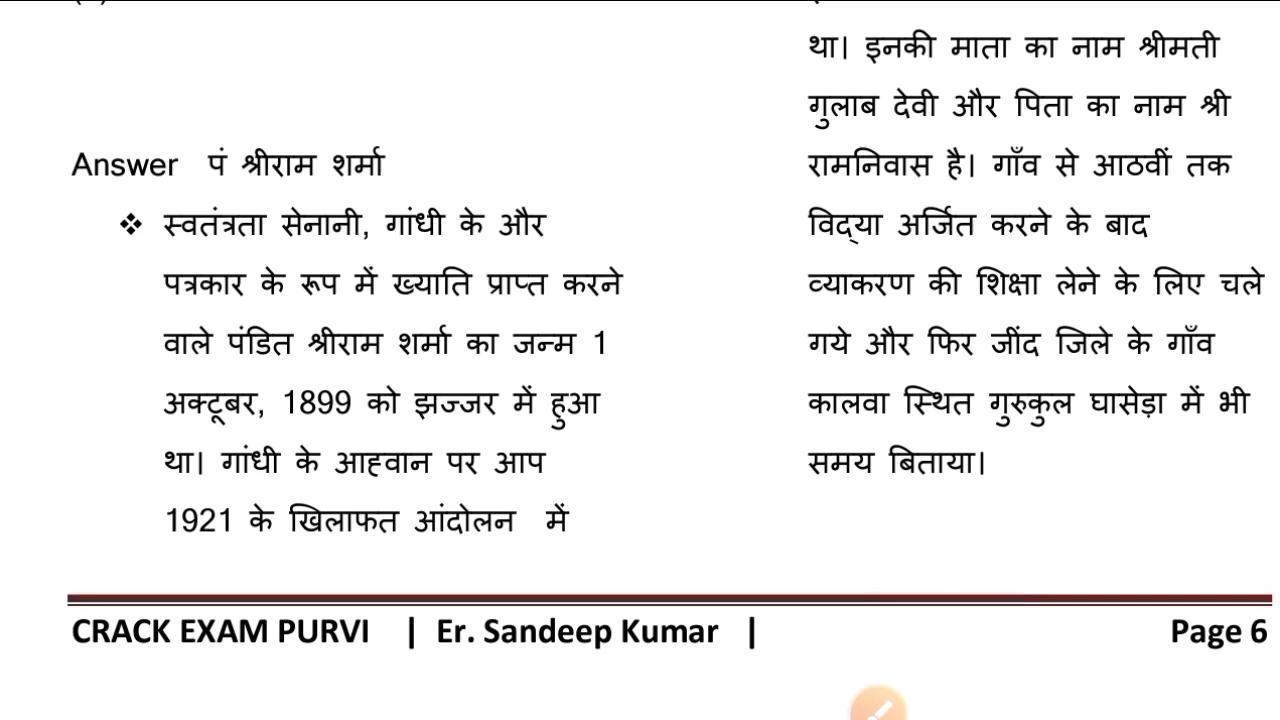 Answer पं श्रीराम शर्मा
❖ स्वतंत्रता सेनानी, गांधी के और
पत्रकार के रूप में ख्याति प्राप्त करने
वाले पंडित श्रीराम शर्मा का जन्म 1
अक्टूबर, 1899 को झज्जर में हुआ
था। गांधी के आह्वान पर आप
1921 के खिलाफत आंदोलन में
था। इनकी माता का नाम श्रीमती
गुलाब देवी और पिता का नाम श्री
रामनिवास है। गाँव से आठवीं तक
विद्या अर्जित करने के बाद
व्याकरण की शिक्षा लेने के लिए चले
गये और फिर जींद जिले के गाँव
कालवा स्थित गुरुकुल घासेड़ा में भी
समय बिताया।
CRACK EXAM PURVI | Er. Sandeep Kumar | Page 6